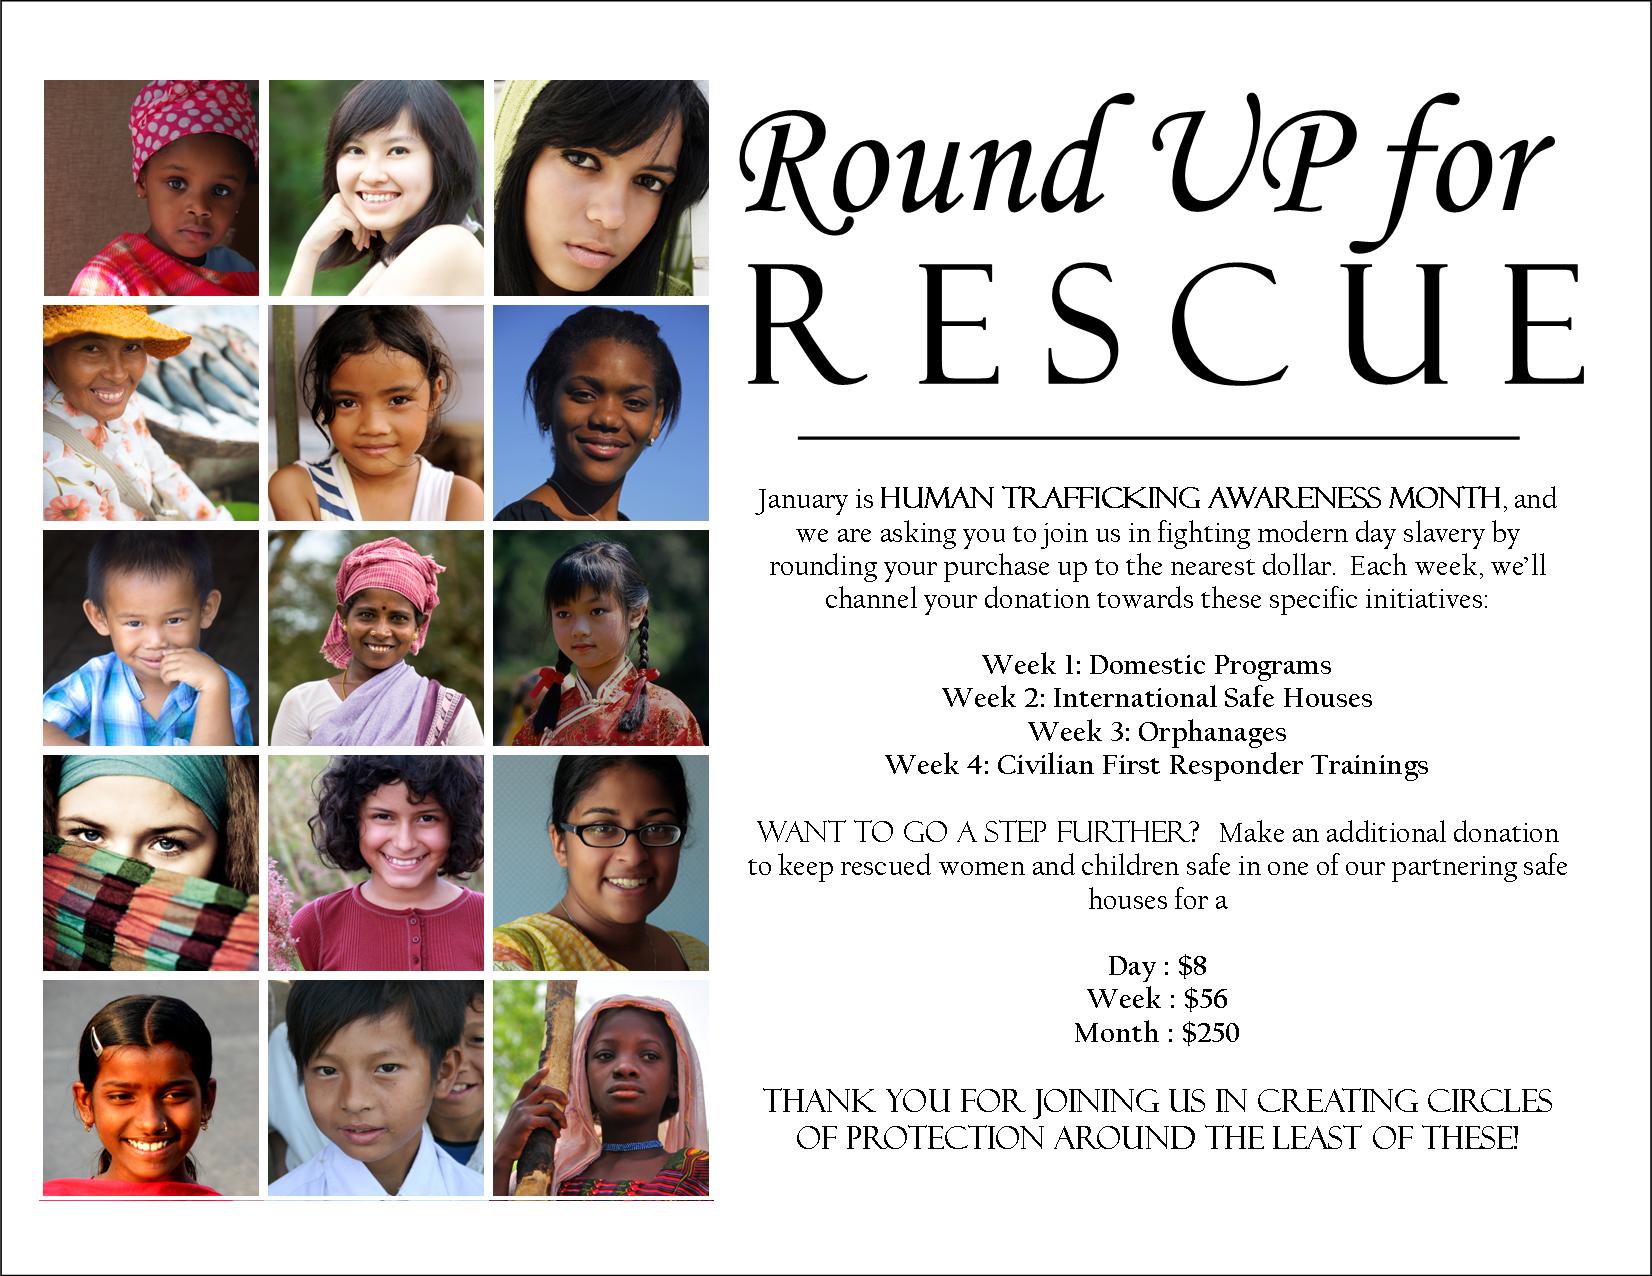 Round UP for
RESCUE
January is HUMAN TRAFFICKING AWARENESS MONTH, and
we are asking you to join us in fighting modern day slavery by
rounding your purchase up to the nearest dollar.  Each week, we'll
channel your donation towards these specific initiatives:
Week 1: Domestic Programs
Week 2: International Safe Houses
Week 3: Orphanages
Week 4: Civilian First Responder Trainings
WANT TO GO A STEP FURTHER?  Make an additional donation
to keep rescued women and children safe in one of our partnering safe
houses for a
Day : $8
Week : $56
Month : $250
THANK YOU FOR JOINING US IN CREATING CIRCLES
OF PROTECTION AROUND THE LEAST OF THESE!